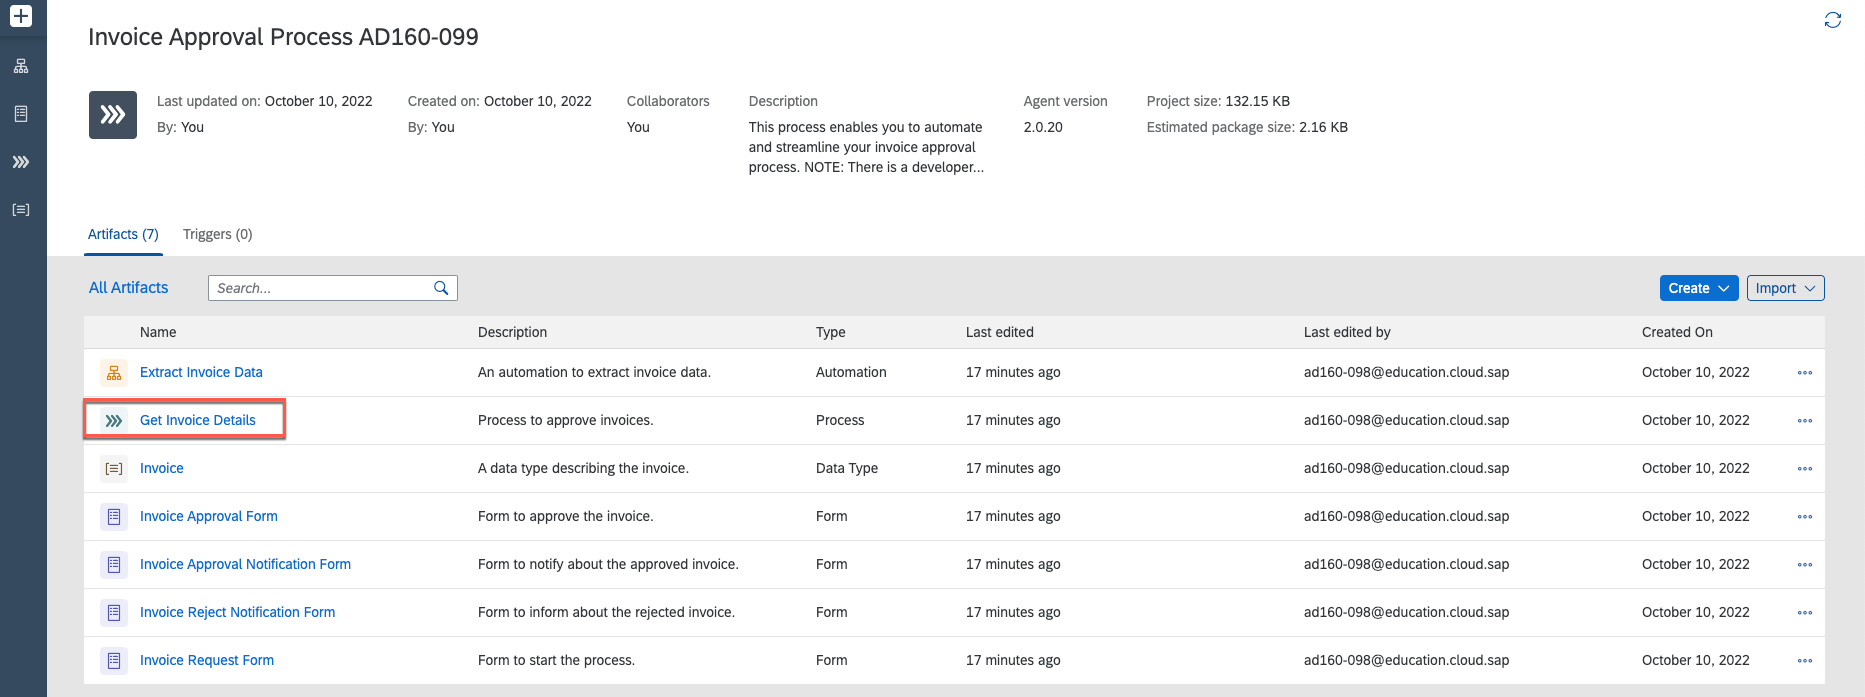 Invoice Approval Process AD160-099
Last updated on: October 10, 2022
By: You
Created on: October 10, 2022
By: You
Collaborators
You
Description
This process enables you to automate
and streamline your invoice approval
process. NOTE: There is a developer...
Agent version
2.0.20
Project size: 132.15 KB
Estimated package size: 2.16 KB
Artifacts (7) Triggers (0)
All Artifacts Search... Create Import
Name Description Type Last edited Last edited by Created On
Extract Invoice Data An automation to extract invoice data. Automation 17 minutes ago ad160-098@education.cloud.sap October 10, 2022
Get Invoice Details Process to approve invoices. Process 17 minutes ago ad160-098@education.cloud.sap October 10, 2022
Invoice A data type describing the invoice. Data Type 17 minutes ago ad160-098@education.cloud.sap October 10, 2022
Invoice Approval Form Form to approve the invoice. Form 17 minutes ago ad160-098@education.cloud.sap October 10, 2022
Invoice Approval Notification Form Form to notify about the approved invoice. Form 17 minutes ago ad160-098@education.cloud.sap October 10, 2022
Invoice Reject Notification Form Form to inform about the rejected invoice. Form 17 minutes ago ad160-098@education.cloud.sap October 10, 2022
Invoice Request Form Form to start the process. Form 17 minutes ago ad160-098@education.cloud.sap October 10, 2022